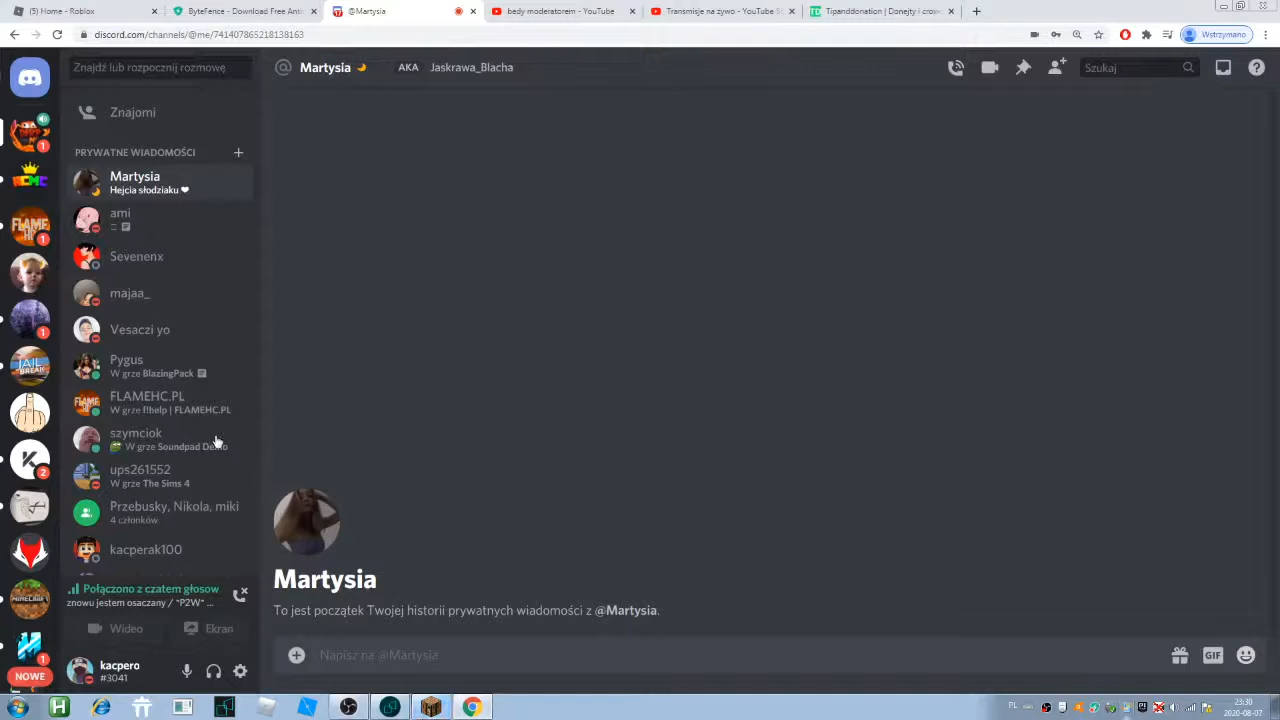 Home - Roblox
ByteFence - Download Free Anti
@Martysia
bedy moderatorem - YouTube
Transmisje na żywo - YouTube S
Tipanddonation | Donejty i crow
discord.com/channels/@me/741407865218138163
Wstrzymano
Znajdź lub rozpocznij rozmowę
Martysia
AKA
Jaskrawa_Blacha
Szukaj
Znajomi
PRYWATNE WIADOMOŚCI
Martysia
Hejcia słodziaku ❤
ami
Sevenenx
majaa_
Vesaczi yo
Pygus
W grze BlazingPack
FLAMEHC.PL
W grze f!help | FLAMEHC.PL
szymciok
W grze Soundpad Demo
ups261552
W grze The Sims 4
Przebusky, Nikola, miki
4 członków
kacperak100
Połączono z czatem głosow
znowu jestem osaczany / *P2W* ...
Wideo
Ekran
kacpero
#3041
NOWE
Martysia
To jest początek Twojej historii prywatnych wiadomości z @Martysia.
Napisz na @Martysia
GIF
PL
23:30
2020-08-07